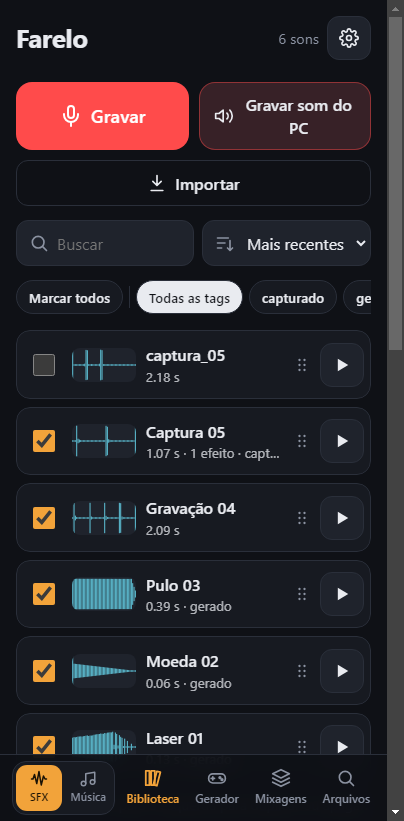 Farelo
6 sons
Gravar
Gravar som do
PC
Importar
Buscar
Mais recentes
Marcar todos
Todas as tags
capturado
ge
captura_05
2.18 s
Captura 05
1.07 s · 1 efeito · capt...
Gravação 04
2.09 s
Pulo 03
0.39 s · gerado
Moeda 02
0.06 s · gerado
Laser 01
SFX
Música
Biblioteca
Gerador
Mixagens
Arquivos